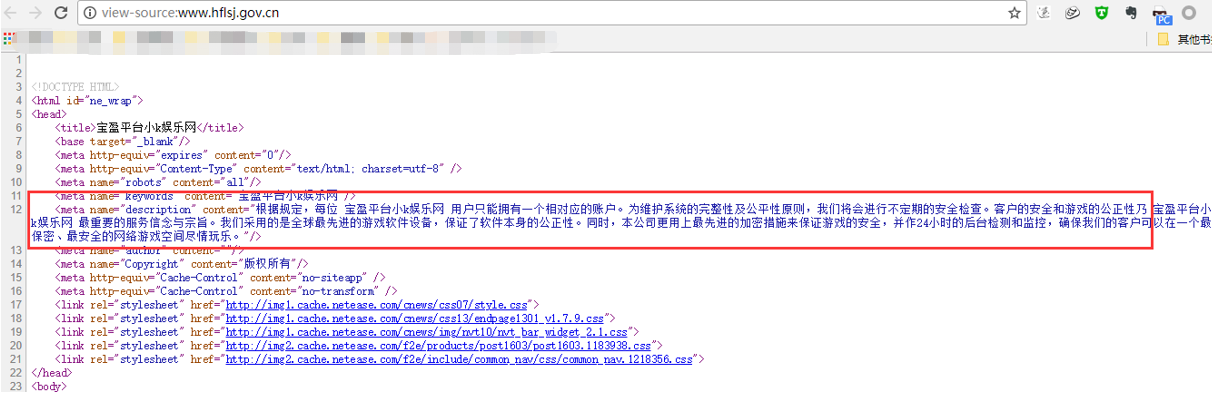 view-source:www.hflsj.gov.cn
PC
其他书
1
2
3 <!DOCTYPE HTML>
4 <html id="ne_wrap">
5 <head>
6 <title>宝盈平台小k娱乐网</title>
7 <base target="_blank"/>
8 <meta http-equiv="expires" content="0"/>
9 <meta http-equiv="Content-Type" content="text/html; charset=utf-8" />
10 <meta name="robots" content="all"/>
11 <meta name="keywords" content="宝盈平台小k娱乐网"/>
12 <meta name="description" content="根据规定，每位 宝盈平台小k娱乐网 用户只能拥有一个相对应的账户。为维护系统的完整性及公平性原则，我们将会进行不定期的安全检查。客户的安全和游戏的公正性乃 宝盈平台小
k娱乐网 最重要的服务信念与宗旨。我们采用的是全球最先进的游戏软件设备，保证了软件本身的公正性。同时，本公司更用上最先进的加密措施来保证游戏的安全，并作24小时的后台检测和监控，确保我们的客户可以在一个最
保密、最安全的网络游戏空间尽情玩乐。"/>
13 <meta name="author" content=""/>
14 <meta name="Copyright" content="版权所有"/>
15 <meta http-equiv="Cache-Control" content="no-siteapp" />
16 <meta http-equiv="Cache-Control" content="no-transform" />
17 <link rel="stylesheet" href="http://img1.cache.netease.com/cnews/css07/style.css">
18 <link rel="stylesheet" href="http://img1.cache.netease.com/cnews/css13/endpage1301_v1.7.9.css">
19 <link rel="stylesheet" href="http://img1.cache.netease.com/cnews/img/nvt10/nvt_bar_widget_2.1.css">
20 <link rel="stylesheet" href="http://img2.cache.netease.com/f2e/products/post1603/post1603.1183938.css">
21 <link rel="stylesheet" href="http://img2.cache.netease.com/f2e/include/common_nav/css/common_nav.1218356.css">
22 </head>
23 <body>